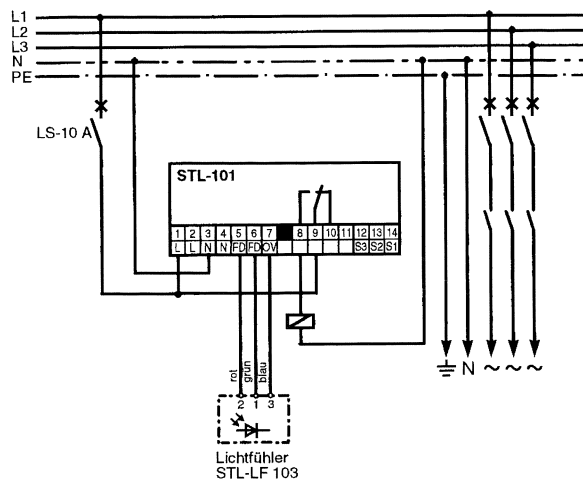 L1
L2
L3
N
PE
LS-10 A
STL-101
1 2 3 4 5 6 7 8 9 10 11 12 13 14
L L N N FD FD OV S3 S2 S1
rot
grün
blau
2 1 3
N ~ ~ ~
Lichtfühler
STL-LF 103